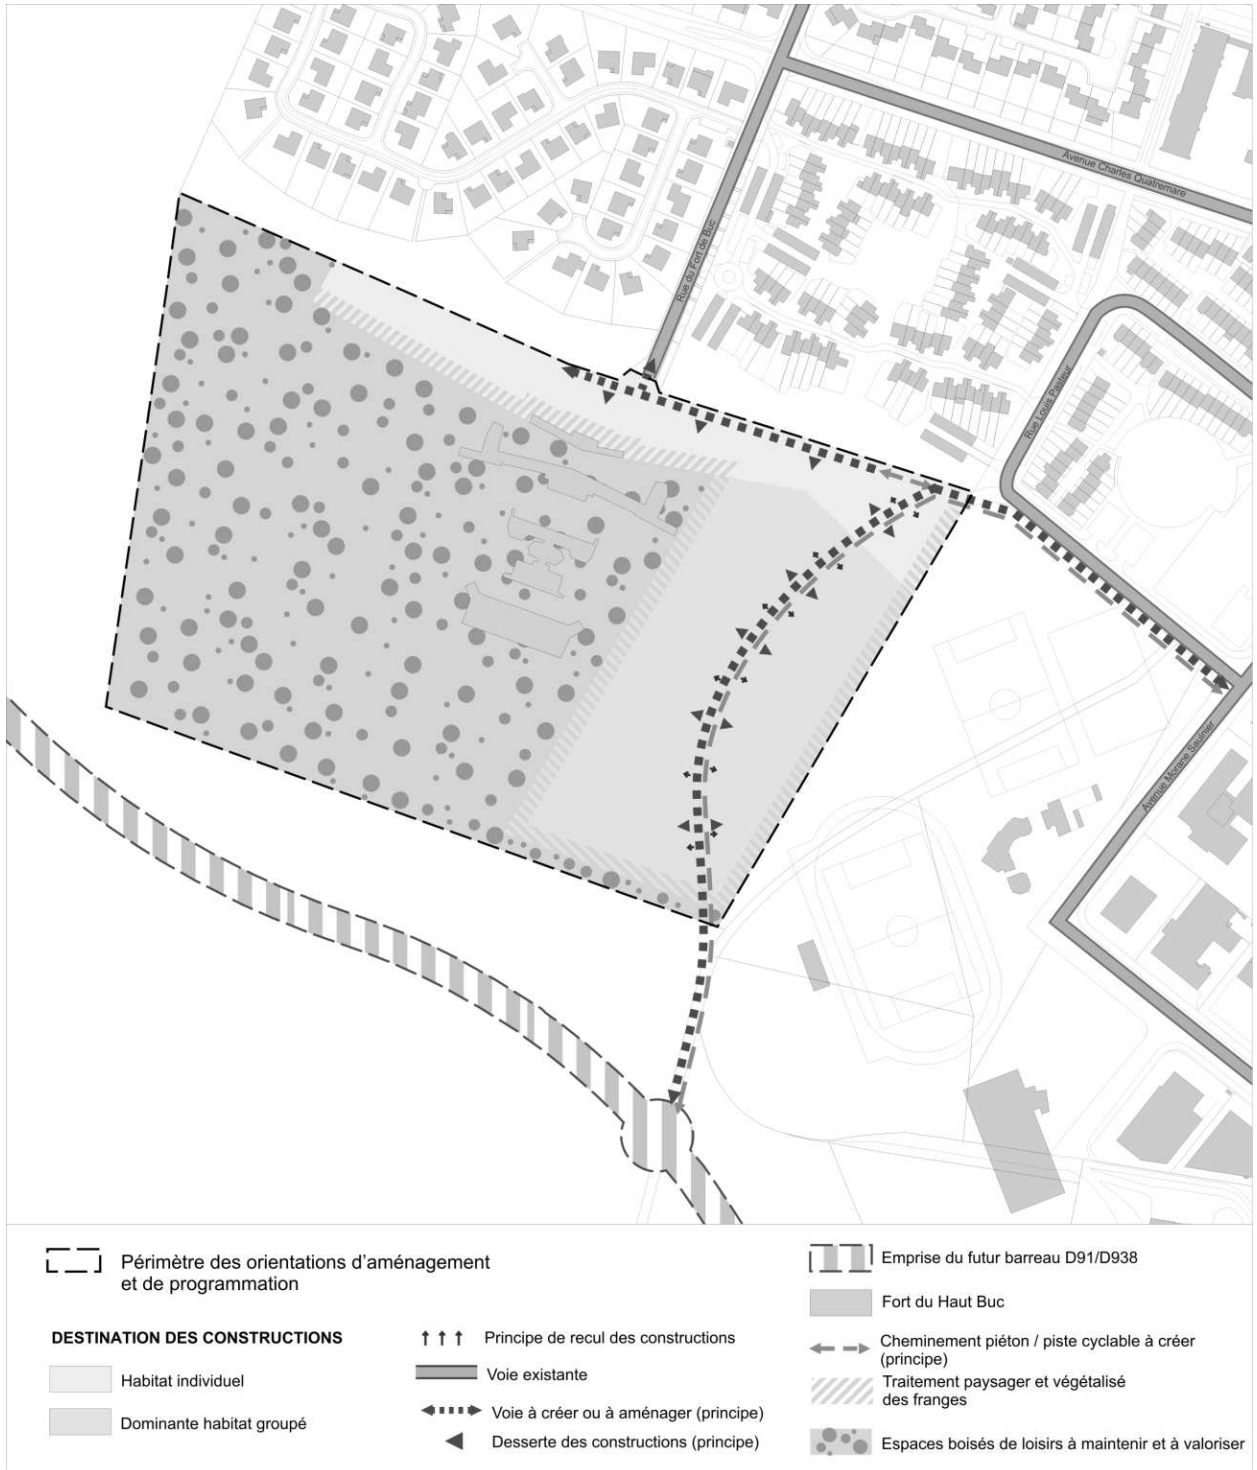 Avenue Charles Quatremare
Rue du Fort de Buc
Rue Louis Pasteur
Avenue Morane Saulnier
Périmètre des orientations d'aménagement
et de programmation
DESTINATION DES CONSTRUCTIONS
Habitat individuel
Dominante habitat groupé
Principe de recul des constructions
Voie existante
Voie à créer ou à aménager (principe)
Desserte des constructions (principe)
Emprise du futur barreau D91/D938
Fort du Haut Buc
Cheminement piéton / piste cyclable à créer
(principe)
Traitement paysager et végétalisé
des franges
Espaces boisés de loisirs à maintenir et à valoriser